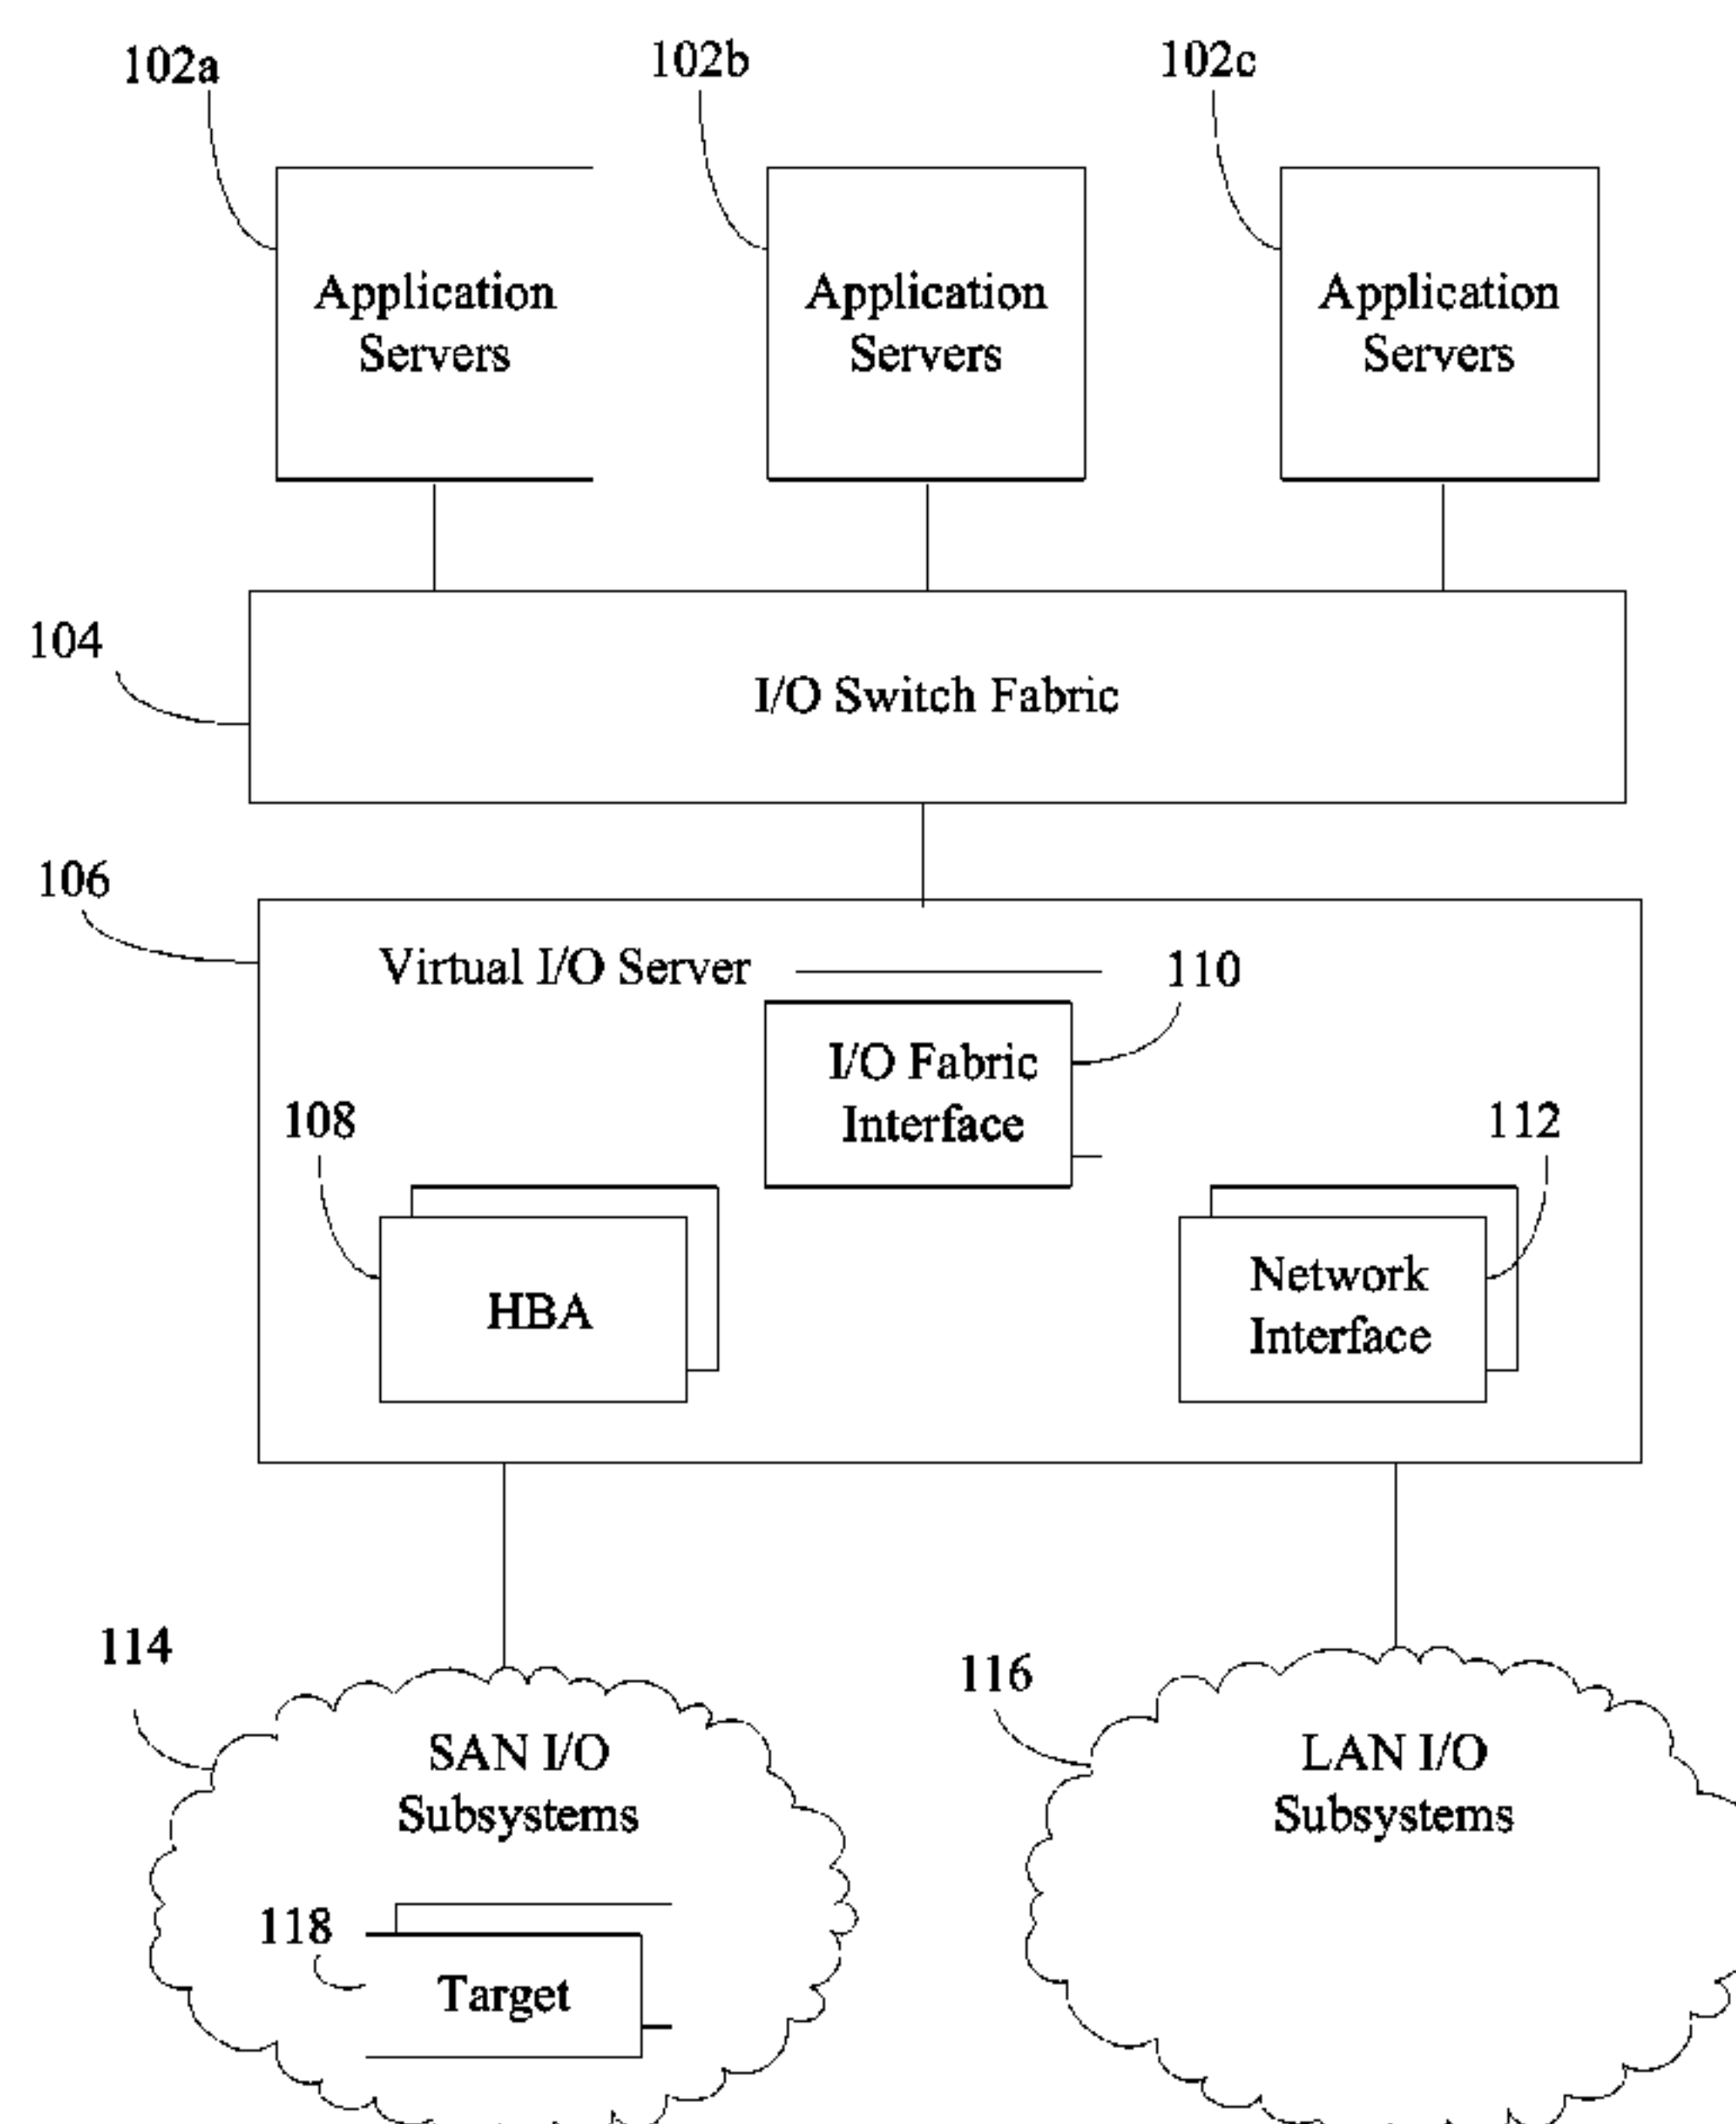 102a
102b
102c
Application
Servers
Application
Servers
Application
Servers
104
I/O Switch Fabric
106
Virtual I/O Server
110
I/O Fabric
Interface
108
112
HBA
Network
Interface
114
116
SAN I/O
Subsystems
LAN I/O
Subsystems
118
Target